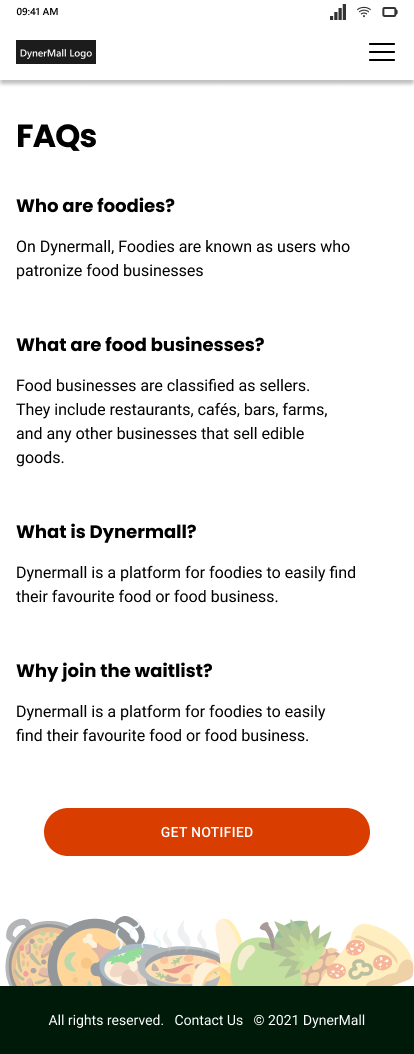 09:41 AM
DynerMall Logo
FAQs
Who are foodies?
On Dynermall, Foodies are known as users who
patronize food businesses
What are food businesses?
Food businesses are classified as sellers.
They include restaurants, cafés, bars, farms,
and any other businesses that sell edible
goods.
What is Dynermall?
Dynermall is a platform for foodies to easily find
their favourite food or food business.
Why join the waitlist?
Dynermall is a platform for foodies to easily
find their favourite food or food business.
GET NOTIFIED
All rights reserved. Contact Us © 2021 DynerMall